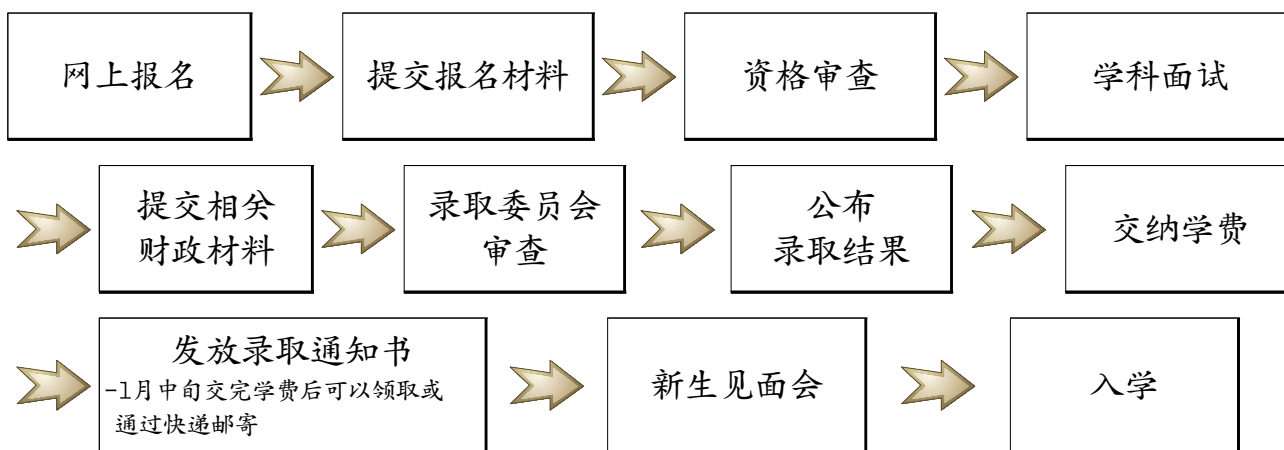 网上报名
提交报名材料
资格审查
学科面试
提交相关
财政材料
录取委员会
审查
公布
录取结果
交纳学费
发放录取通知书
-1月中旬交完学费后可以领取或
通过快递邮寄
新生见面会
入学